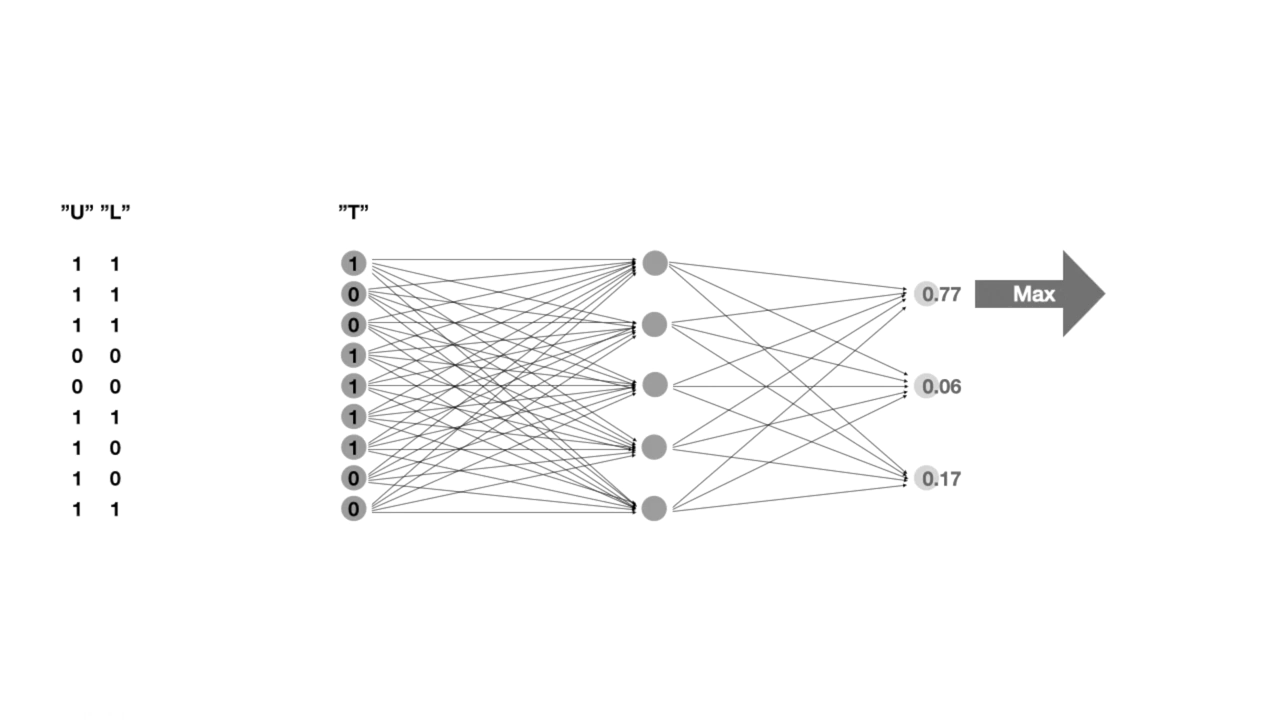 ”U” ”L” ”T”
1 1 1
1 1 0 0.77 Max
1 1 0
0 0 1
0 0 1 0.06
1 1 1
1 0 1
1 0 0 0.17
1 1 0